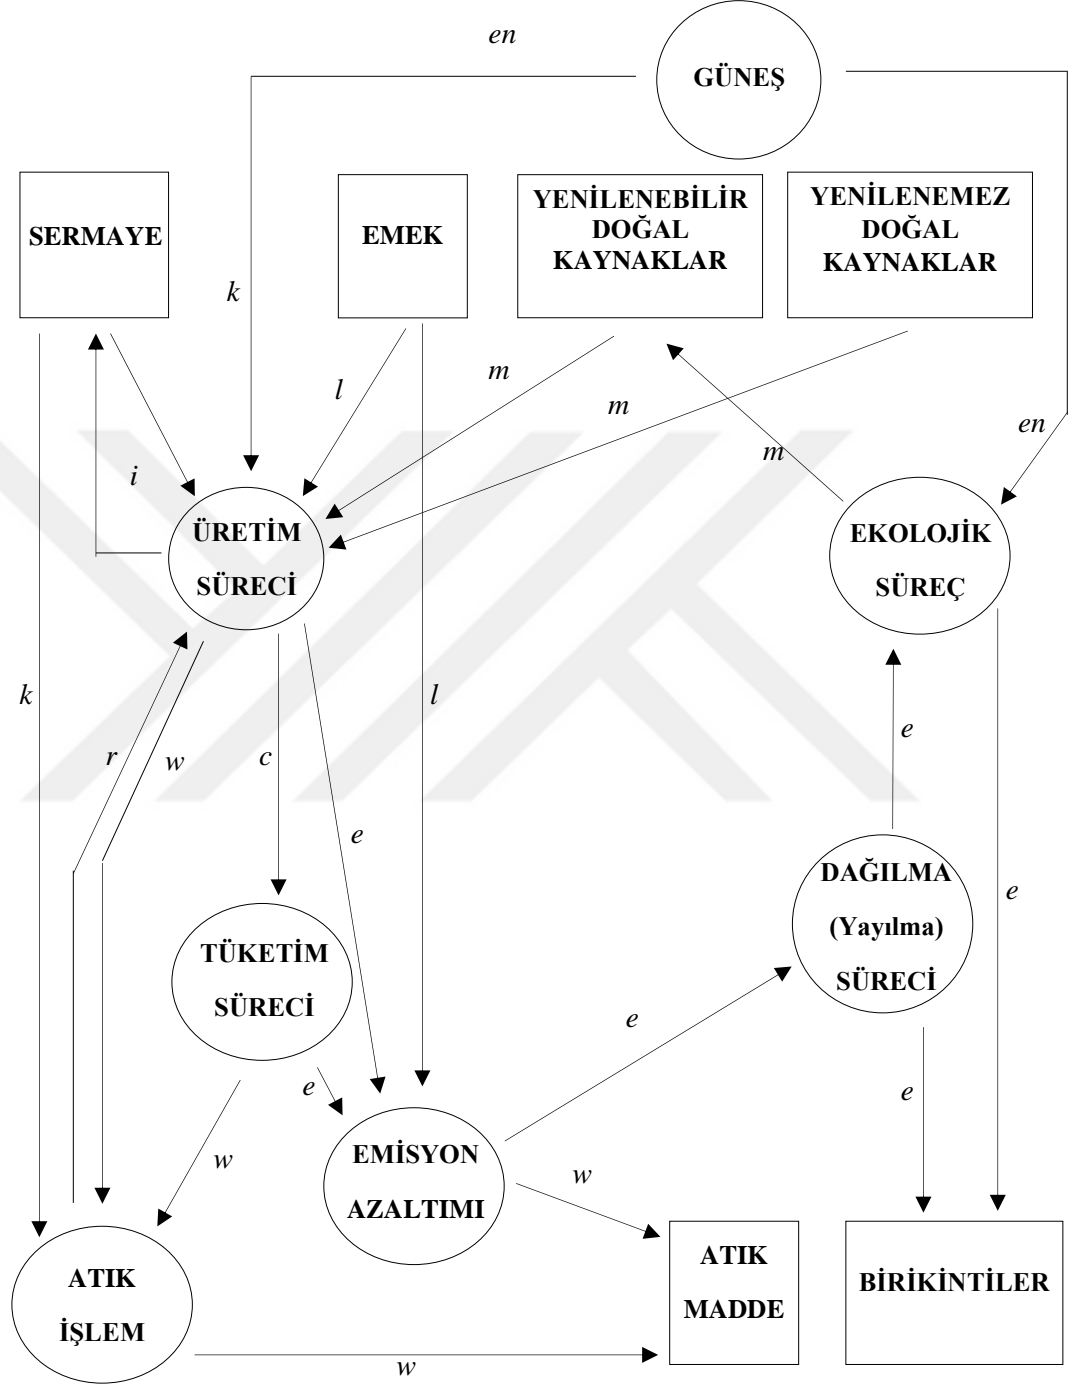 en
GÜNEŞ
SERMAYE
EMEK
YENİLENEBİLİR
DOĞAL
KAYNAKLAR
YENİLENEMEZ
DOĞAL
KAYNAKLAR
k
l
m
m
m
en
i
ÜRETİM
SÜRECİ
EKOLOJİK
SÜREÇ
k
r
w
c
l
e
e
e
DAĞILMA
(Yayılma)
SÜRECİ
TÜKETİM
SÜRECİ
e
e
e
w
EMİSYON
AZALTIMI
w
ATIK
MADDE
BİRİKİNTİLER
ATIK
İŞLEM
w